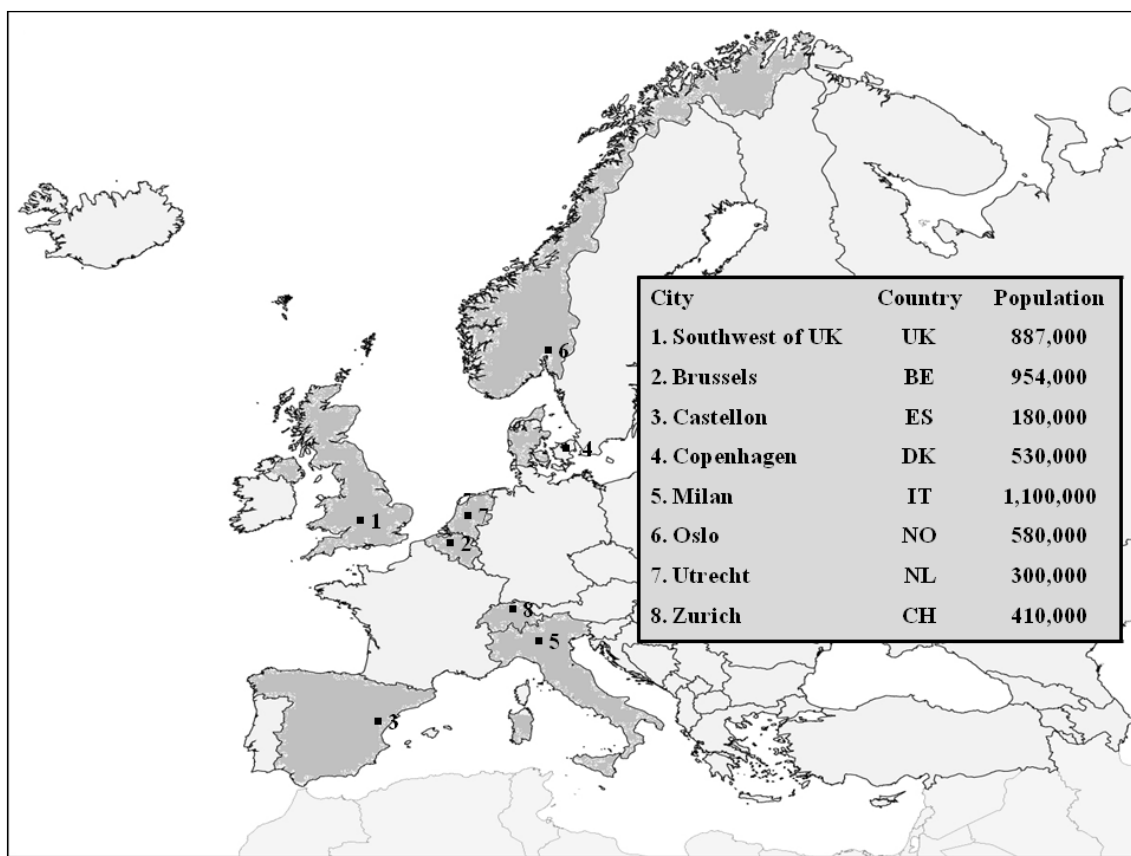 6
4
7
1
2
8
5
3
City Country Population
1. Southwest of UK UK 887,000
2. Brussels BE 954,000
3. Castellon ES 180,000
4. Copenhagen DK 530,000
5. Milan IT 1,100,000
6. Oslo NO 580,000
7. Utrecht NL 300,000
8. Zurich CH 410,000